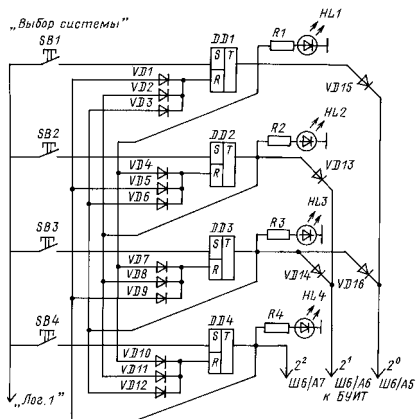 „Выбор системы"
SB1
VD1
VD2
VD3
DD1
S T
R
R1
HL1
VD15
SB2
VD4
VD5
VD6
DD2
S T
R
R2
HL2
VD13
SB3
VD7
VD8
VD9
DD3
S T
R
R3
HL3
VD14
VD16
SB4
VD10
VD11
VD12
DD4
S T
R
R4
HL4
„Лог.1"
2² 2¹ 2⁰
Ш6/А7 Ш6/А6 Ш6/А5
к БУИТ